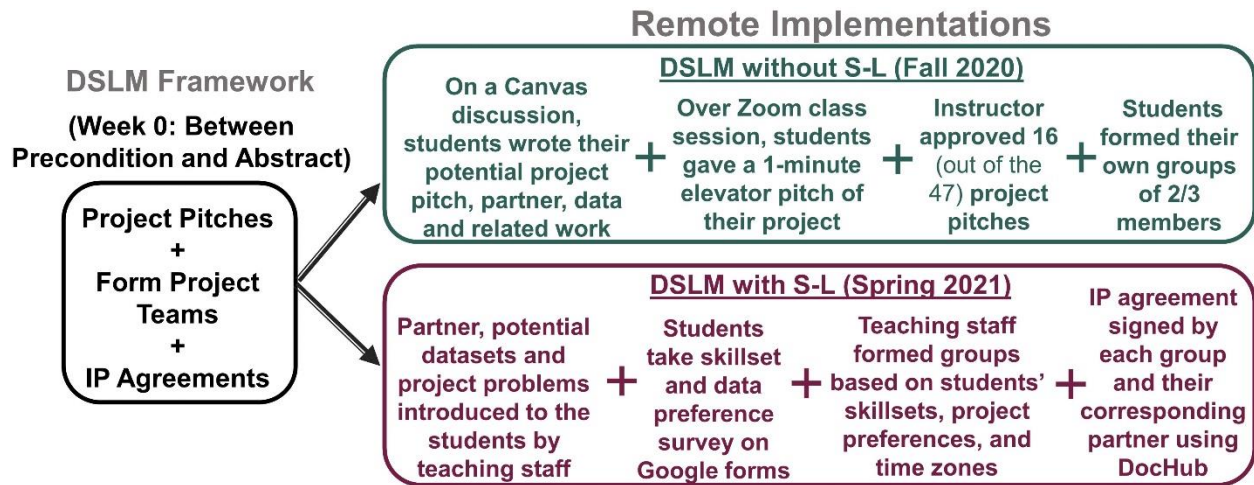 Remote Implementations
DSLM Framework
(Week 0: Between
Precondition and Abstract)
Project Pitches
+
Form Project
Teams
+
IP Agreements
DSLM without S-L (Fall 2020)
On a Canvas
discussion,
students wrote their
potential project
pitch, partner, data
and related work
+
Over Zoom class
session, students
gave a 1-minute
elevator pitch of
their project
+
Instructor
approved 16
(out of the
47) project
pitches
+
Students
formed their
own groups
of 2/3
members
DSLM with S-L (Spring 2021)
Partner, potential
datasets and
project problems
introduced to the
students by
teaching staff
+
Students
take skillset
and data
preference
survey on
Google forms
+
Teaching staff
formed groups
based on students’
skillsets, project
preferences, and
time zones
+
IP agreement
signed by
each group
and their
corresponding
partner using
DocHub